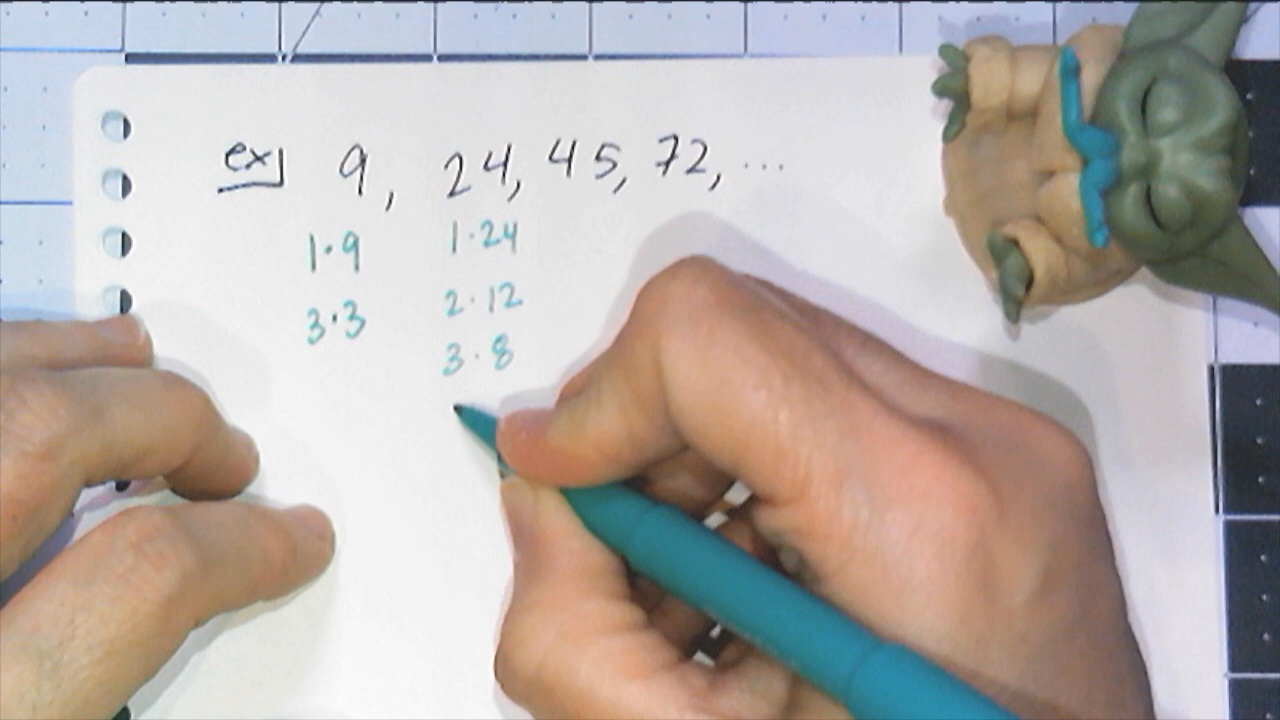 ex] 9, 24, 45, 72, ...
1·9 1·24
3·3 2·12
3·8